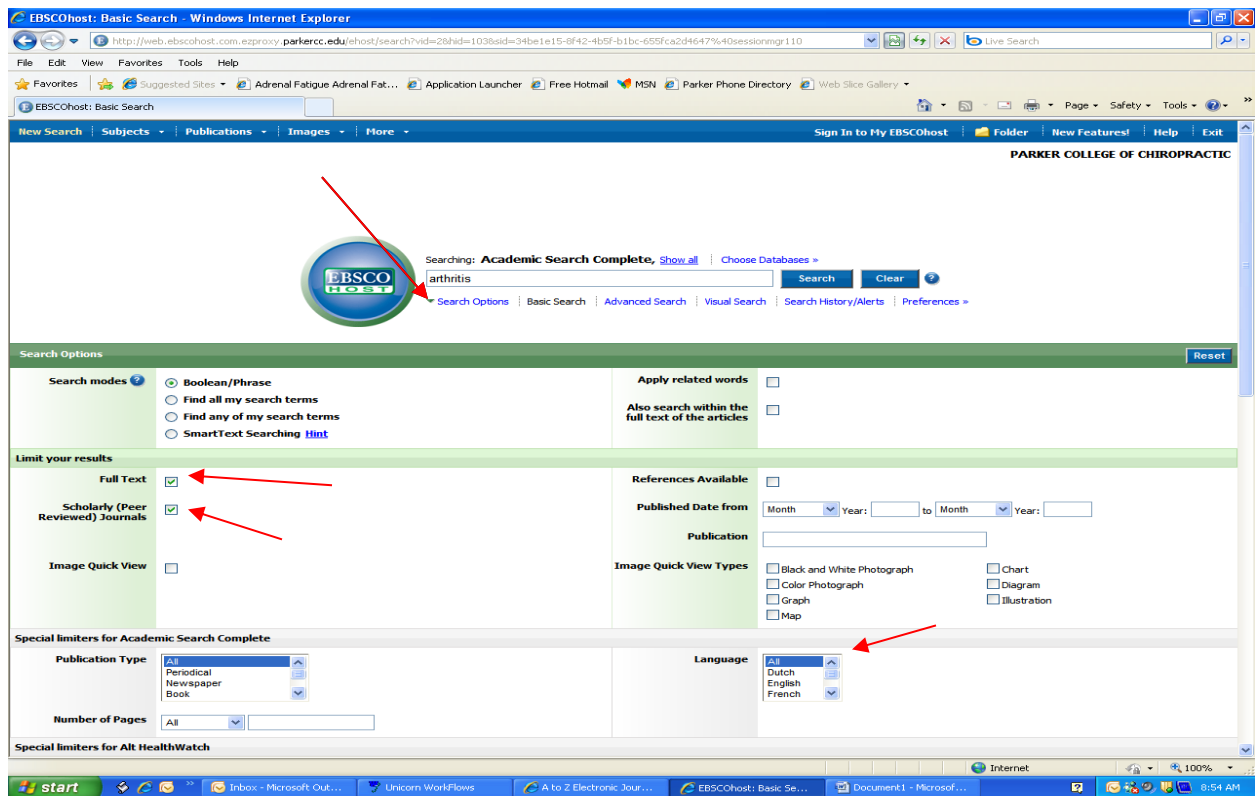 EBSCOhost: Basic Search - Windows Internet Explorer
http://web.ebscohost.com.ezproxy.parkercc.edu/ehost/search?vid=2&hid=103&sid=34be1e15-8f42-4b5f-b1bc-655fca2d4647%40sessionmgr110 Live Search
File Edit View Favorites Tools Help
Favorites Suggested Sites Adrenal Fatigue Adrenal Fat... Application Launcher Free Hotmail MSN Parker Phone Directory Web Slice Gallery
EBSCOhost: Basic Search Page Safety Tools »
New Search Subjects Publications Images More Sign In to My EBSCOhost Folder New Features! Help Exit
PARKER COLLEGE OF CHIROPRACTIC
Searching: Academic Search Complete, Show all Choose Databases »
EBSCO HOST
arthritis Search Clear ?
Search Options Basic Search Advanced Search Visual Search Search History/Alerts Preferences »
Search Options Reset
Search modes ? Boolean/Phrase Apply related words
Find all my search terms
Find any of my search terms Also search within the full text of the articles
SmartText Searching Hint
Limit your results
Full Text References Available
Scholarly (Peer Reviewed) Journals Published Date from Month Year: to Month Year:
Publication
Image Quick View Image Quick View Types Black and White Photograph Chart
Color Photograph Diagram
Graph Illustration
Map
Special limiters for Academic Search Complete
Publication Type All Language All
Periodical Dutch
Newspaper English
Book French
Number of Pages All
Special limiters for Alt HealthWatch
Internet 100%
start » Inbox - Microsoft Out... Unicorn WorkFlows A to Z Electronic Jour... EBSCOhost: Basic Se... Document1 - Microsof... 8:54 AM